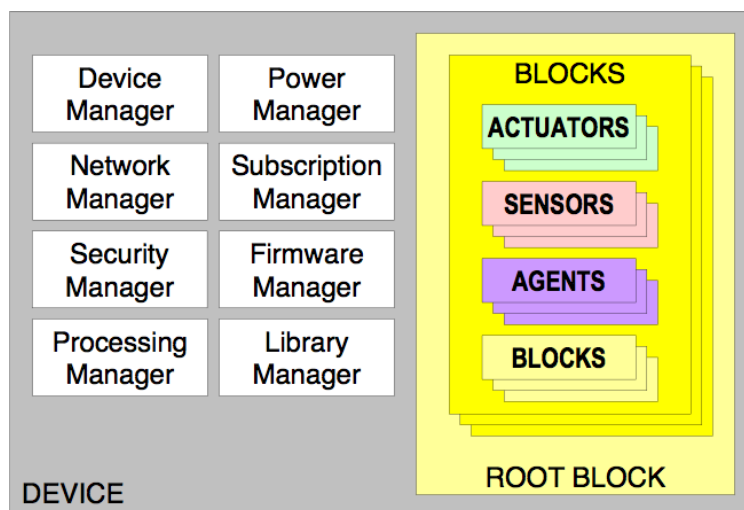 Device
Manager
Power
Manager
Network
Manager
Subscription
Manager
Security
Manager
Firmware
Manager
Processing
Manager
Library
Manager
DEVICE
BLOCKS
ACTUATORS
SENSORS
AGENTS
BLOCKS
ROOT BLOCK